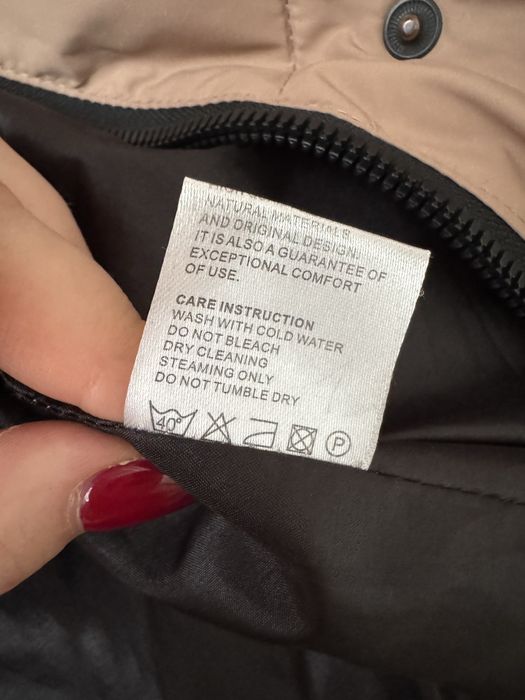 NATURAL MATERIALS
AND ORIGINAL DESIGN.
IT IS ALSO A GUARANTEE OF
EXCEPTIONAL COMFORT
OF USE.
CARE INSTRUCTION
WASH WITH COLD WATER
DO NOT BLEACH
DRY CLEANING
STEAMING ONLY
DO NOT TUMBLE DRY
40° P